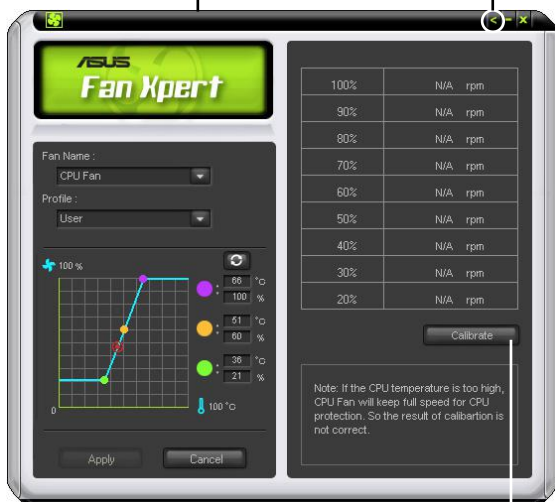 < - x
ASUS
Fan Xpert
Fan Name :
CPU Fan
Profile :
User
100 %
66 °C
100 %
51 °C
60 %
36 °C
21 %
0
100 °C
Apply Cancel
100% N/A rpm
90% N/A rpm
80% N/A rpm
70% N/A rpm
60% N/A rpm
50% N/A rpm
40% N/A rpm
30% N/A rpm
20% N/A rpm
Calibrate
Note: If the CPU temperature is too high,
CPU Fan will keep full speed for CPU
protection. So the result of calibartion is
not correct.